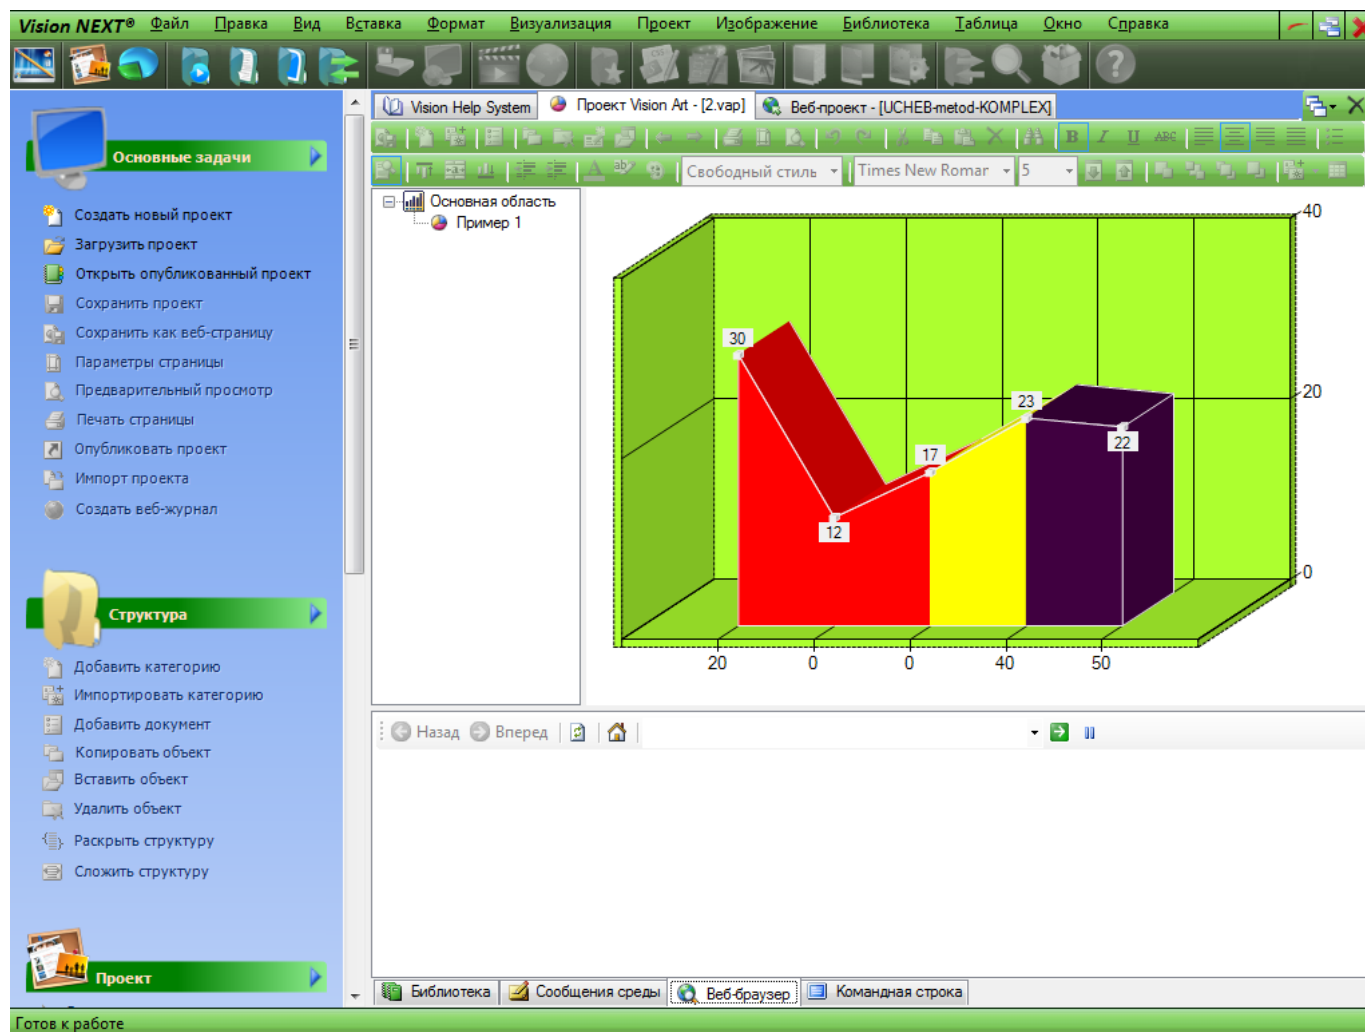 Vision NEXT® Файл Правка Вид Вставка Формат Визуализация Проект Изображение Библиотека Таблица Окно Справка
Vision Help System Проект Vision Art - [2.vap] Веб-проект - [UCHEB-metod-KOMPLEX]
B I U ABC
Свободный стиль Times New Romar 5
Основные задачи
Создать новый проект
Загрузить проект
Открыть опубликованный проект
Сохранить проект
Сохранить как веб-страницу
Параметры страницы
Предварительный просмотр
Печать страницы
Опубликовать проект
Импорт проекта
Создать веб-журнал
Структура
Добавить категорию
Импортировать категорию
Добавить документ
Копировать объект
Вставить объект
Удалить объект
Раскрыть структуру
Сложить структуру
Проект
Основная область
Пример 1
40
30
20
23
22
17
12
0
20 0 0 40 50
Назад Вперед
Библиотека Сообщения среды Веб-браузер Командная строка
Готов к работе